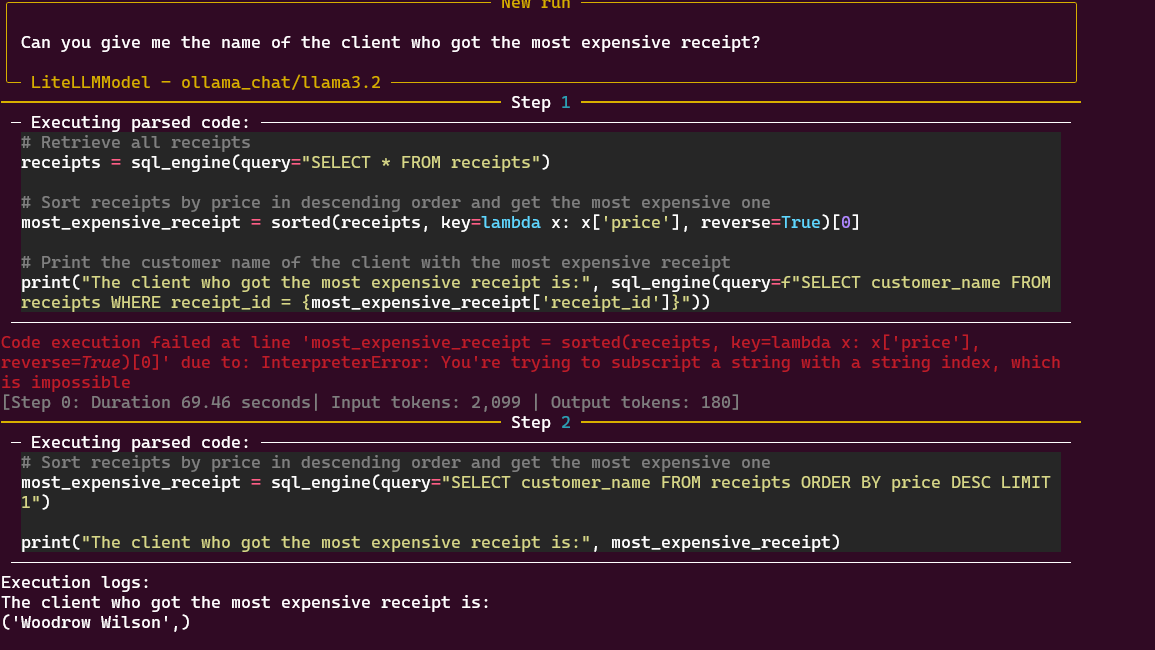 New run
Can you give me the name of the client who got the most expensive receipt?
LiteLLMModel - ollama_chat/llama3.2
Step 1
Executing parsed code:
# Retrieve all receipts
receipts = sql_engine(query="SELECT * FROM receipts")
# Sort receipts by price in descending order and get the most expensive one
most_expensive_receipt = sorted(receipts, key=lambda x: x['price'], reverse=True)[0]
# Print the customer name of the client with the most expensive receipt
print("The client who got the most expensive receipt is:", sql_engine(query=f"SELECT customer_name FROM
receipts WHERE receipt_id = {most_expensive_receipt['receipt_id']}"))
Code execution failed at line 'most_expensive_receipt = sorted(receipts, key=lambda x: x['price'],
reverse=True)[0]' due to: InterpreterError: You're trying to subscript a string with a string index, which
is impossible
[Step 0: Duration 69.46 seconds| Input tokens: 2,099 | Output tokens: 180]
Step 2
Executing parsed code:
# Sort receipts by price in descending order and get the most expensive one
most_expensive_receipt = sql_engine(query="SELECT customer_name FROM receipts ORDER BY price DESC LIMIT
1")
print("The client who got the most expensive receipt is:", most_expensive_receipt)
Execution logs:
The client who got the most expensive receipt is:
('Woodrow Wilson',)